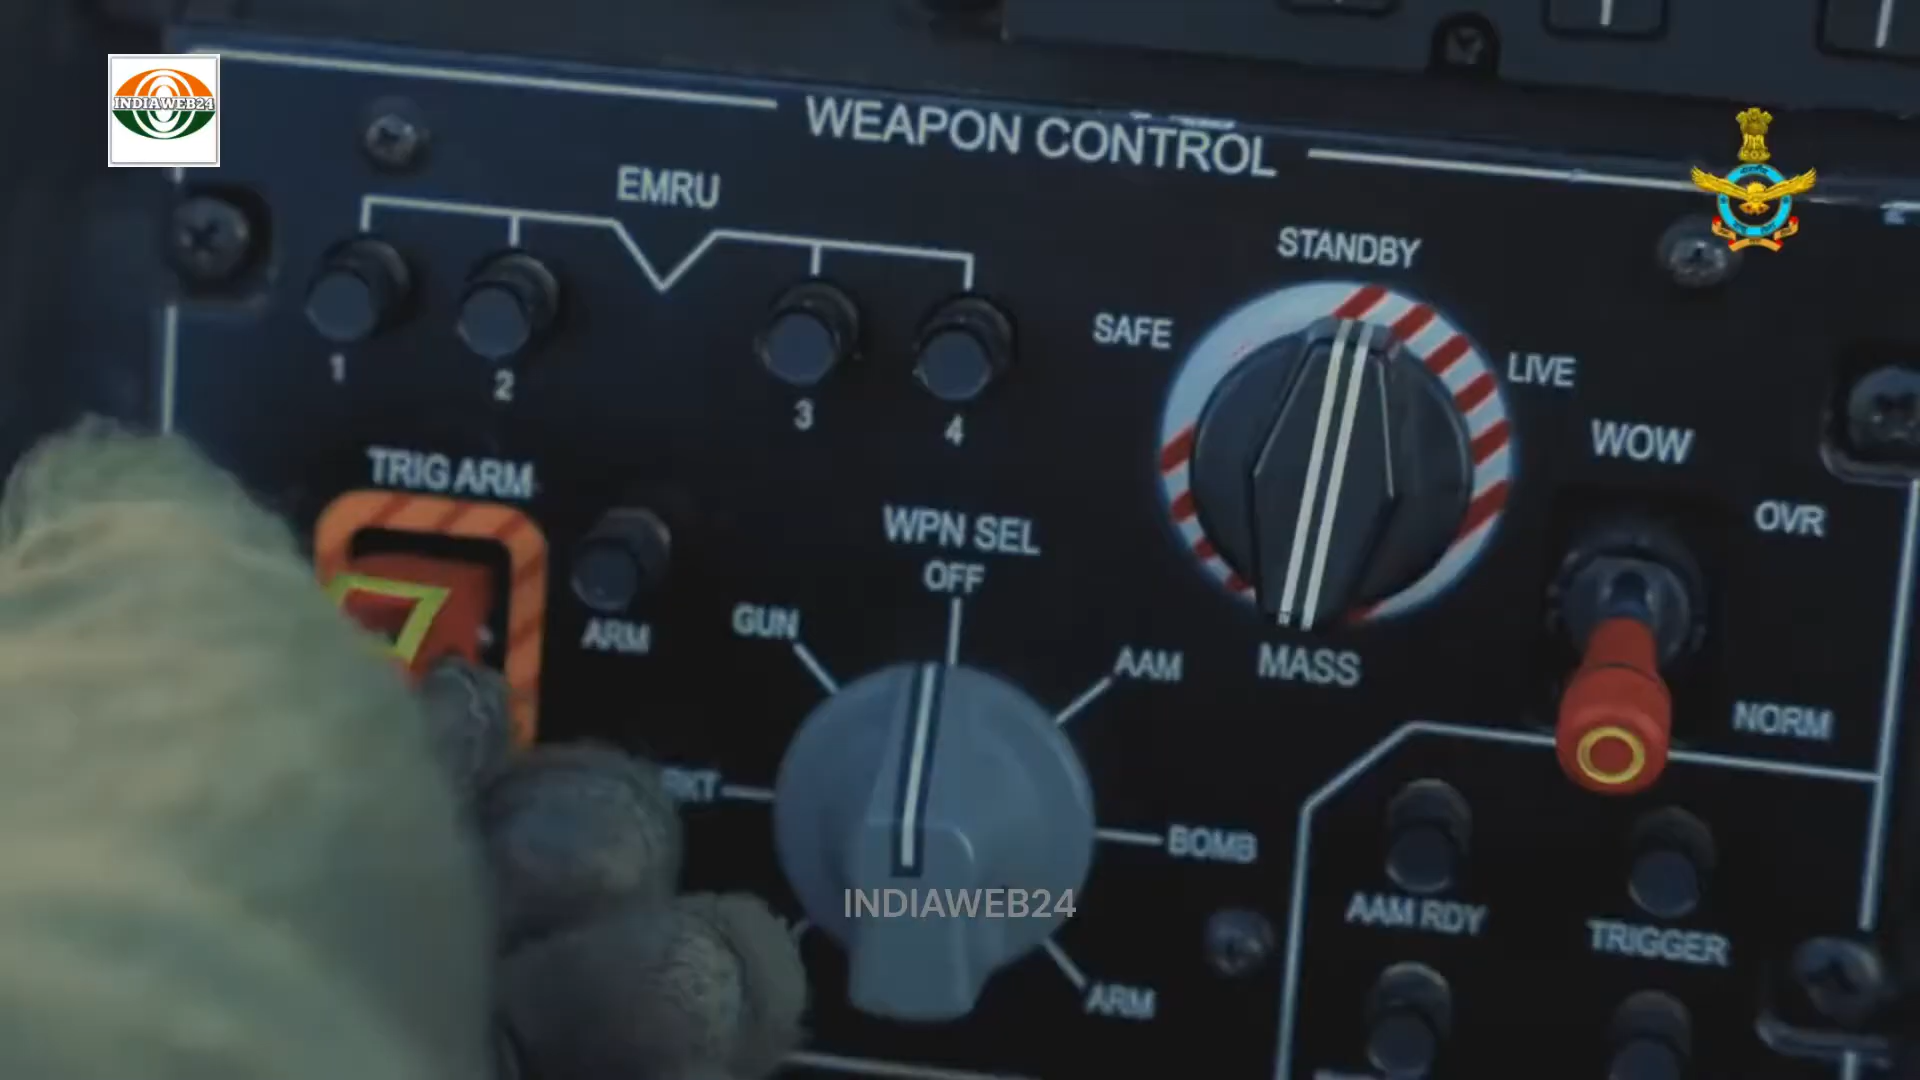 INDIAWEB24
WEAPON CONTROL
EMRU
STANDBY
SAFE
LIVE
1
2
3
4
WOW
TRIG ARM
OVR
WPN SEL
OFF
GUN
ARM
AAM
MASS
NORM
BOMB
INDIAWEB24
AAM RDY
TRIGGER
ARM